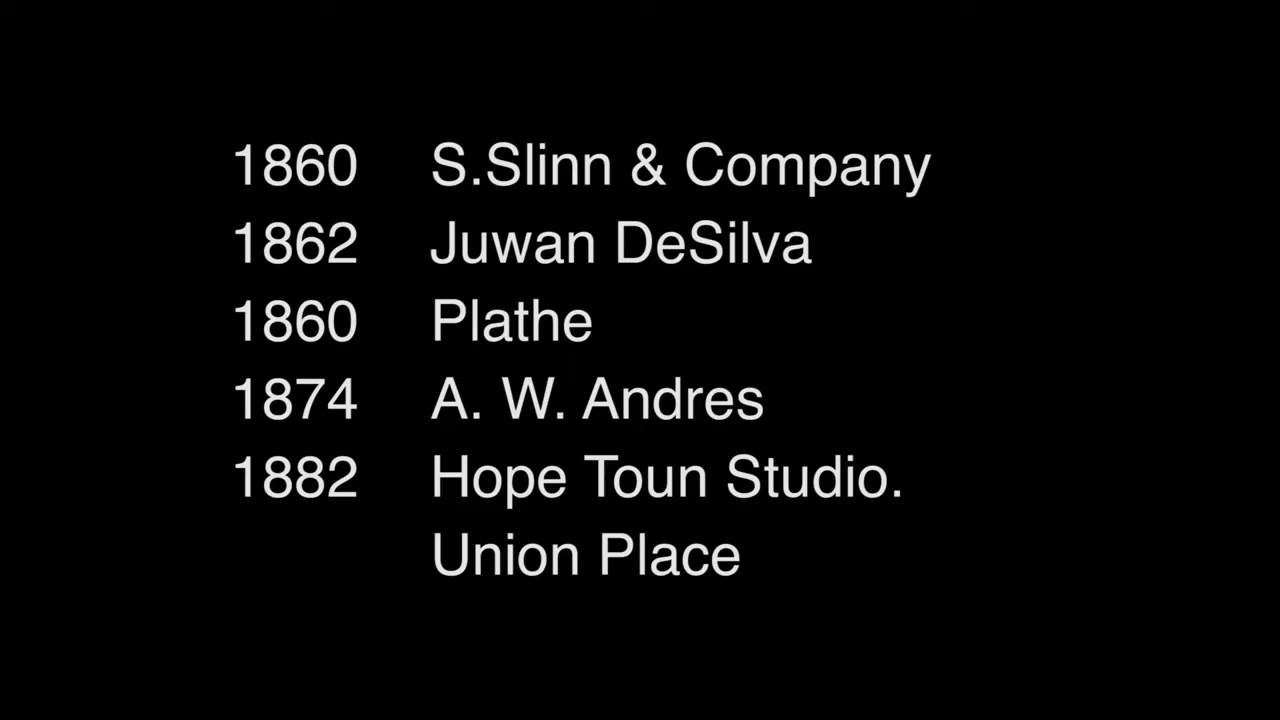 1860 S.Slinn & Company
1862 Juwan DeSilva
1860 Plathe
1874 A. W. Andres
1882 Hope Toun Studio.
Union Place